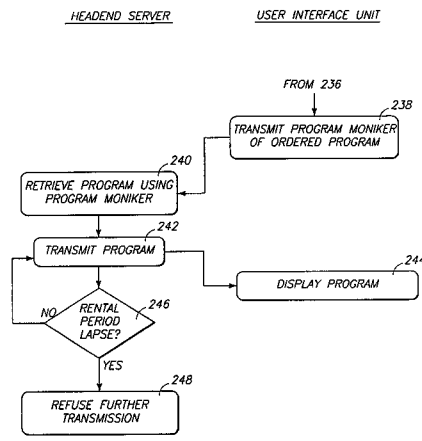 HEADEND SERVER
USER INTERFACE UNIT
FROM 236
238
TRANSMIT PROGRAM MONIKER
OF ORDERED PROGRAM
240
RETRIEVE PROGRAM USING
PROGRAM MONIKER
242
TRANSMIT PROGRAM
244
DISPLAY PROGRAM
246
RENTAL
PERIOD
LAPSE?
NO
YES
248
REFUSE FURTHER
TRANSMISSION